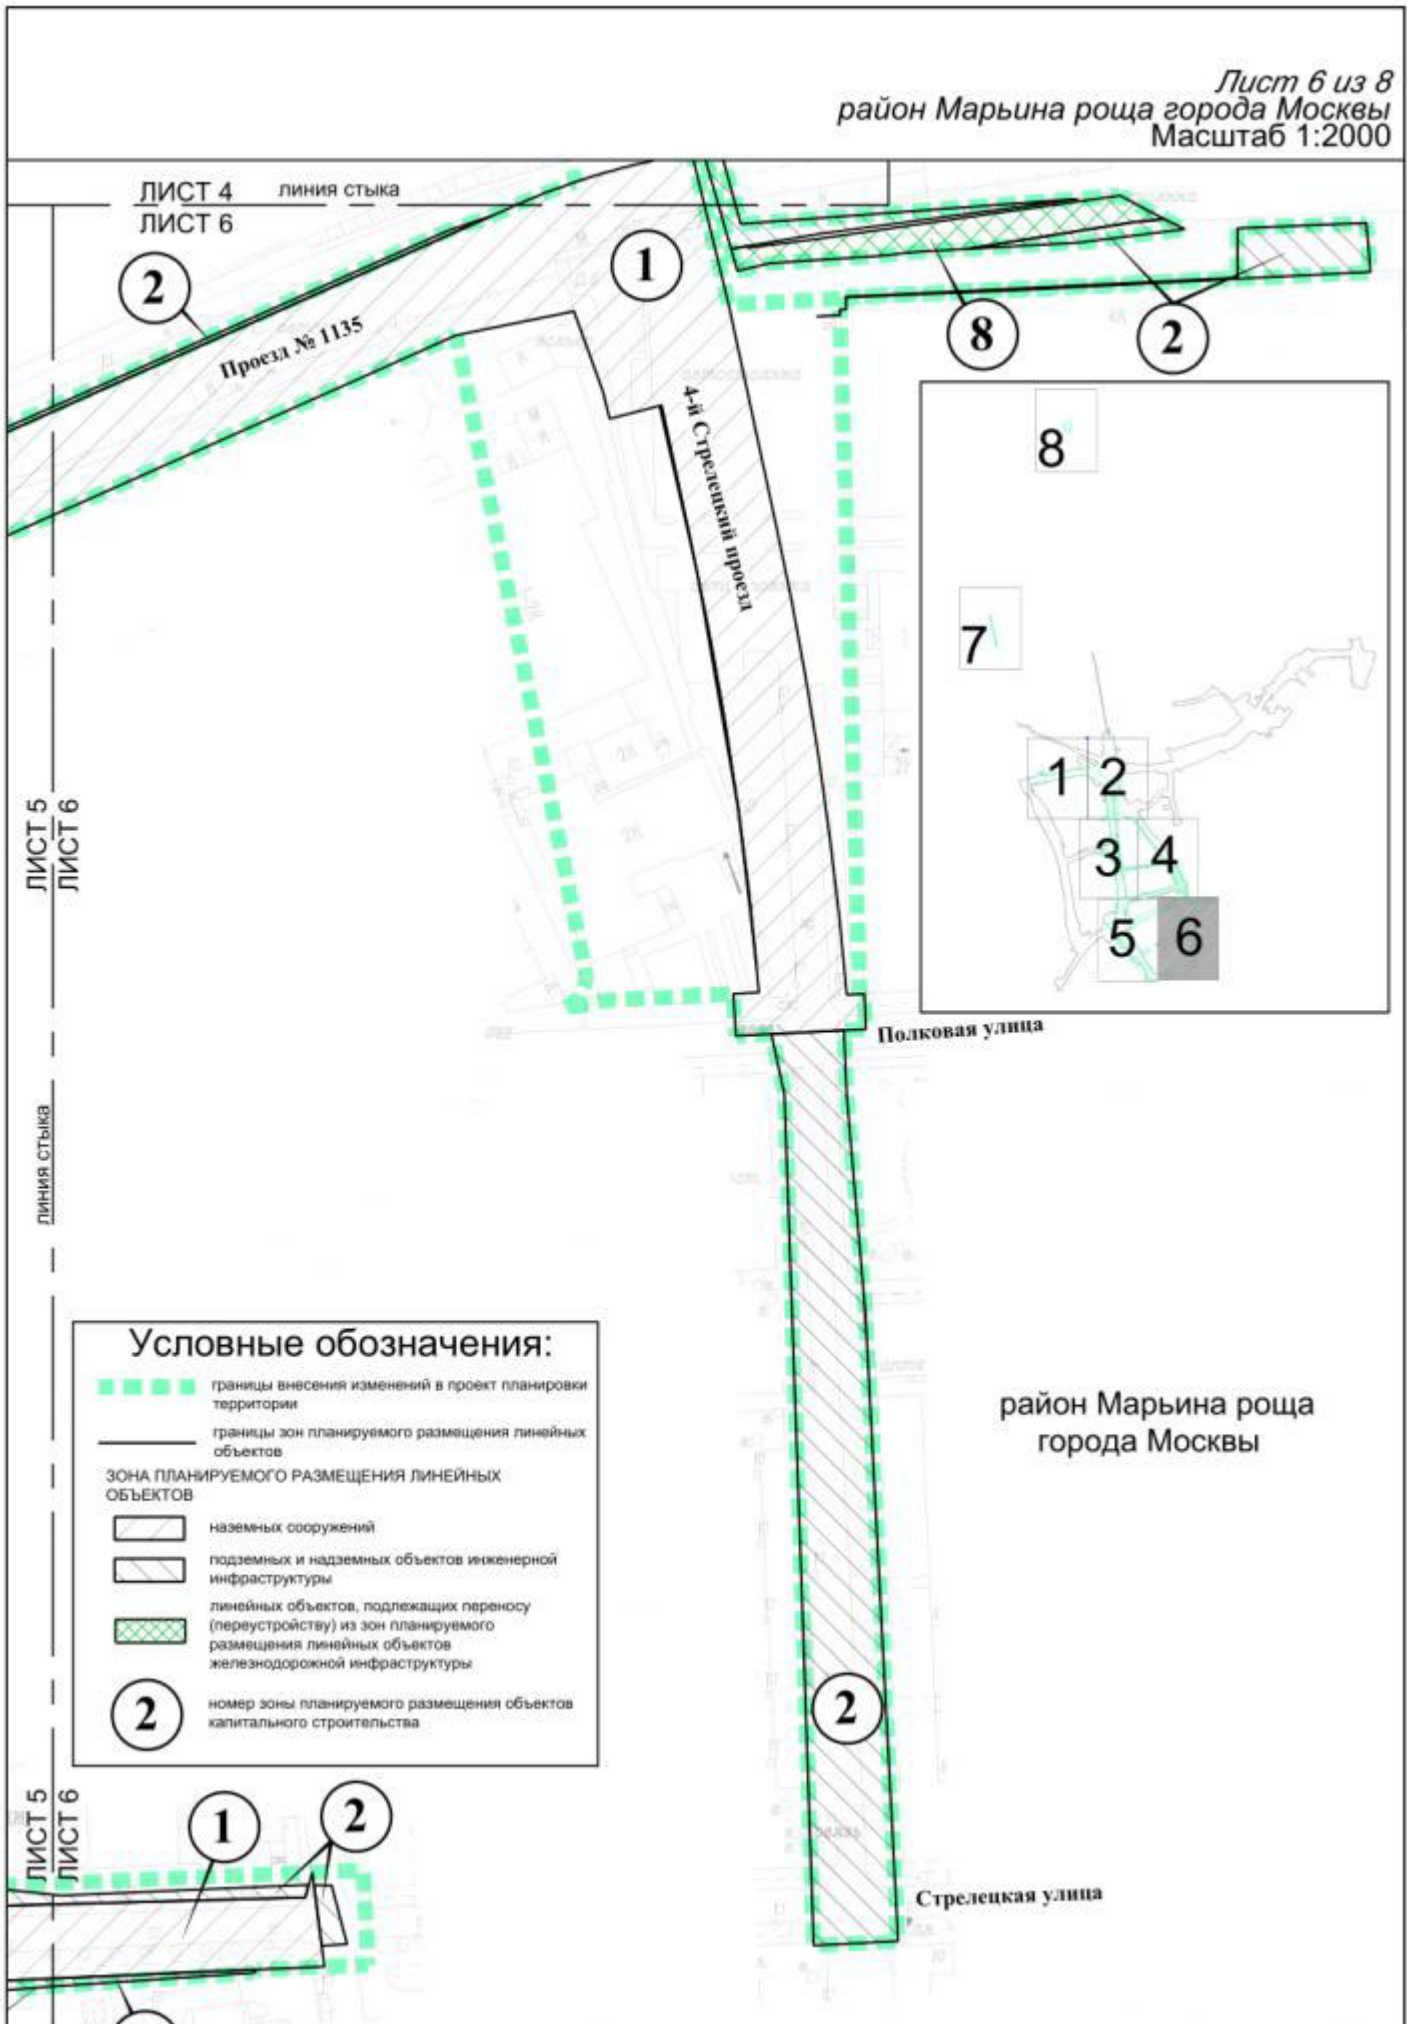 Лист 6 из 8
район Марьина роща города Москвы
Масштаб 1:2000
ЛИСТ 4 линия стыка
ЛИСТ 6
2
1
Проезд № 1135
8
2
4-й Стрелецкий проезд
8
7
1 2
3 4
5 6
ЛИСТ 5
ЛИСТ 6
Полковая улица
линия стыка
Условные обозначения:
границы внесения изменений в проект планировки
территории
границы зон планируемого размещения линейных
объектов
ЗОНА ПЛАНИРУЕМОГО РАЗМЕЩЕНИЯ ЛИНЕЙНЫХ
ОБЪЕКТОВ
наземных сооружений
подземных и надземных объектов инженерной
инфраструктуры
линейных объектов, подлежащих переносу
(переустройству) из зон планируемого
размещения линейных объектов
железнодорожной инфраструктуры
2
номер зоны планируемого размещения объектов
капитального строительства
район Марьина роща
города Москвы
2
ЛИСТ 5
ЛИСТ 6
1
2
Стрелецкая улица